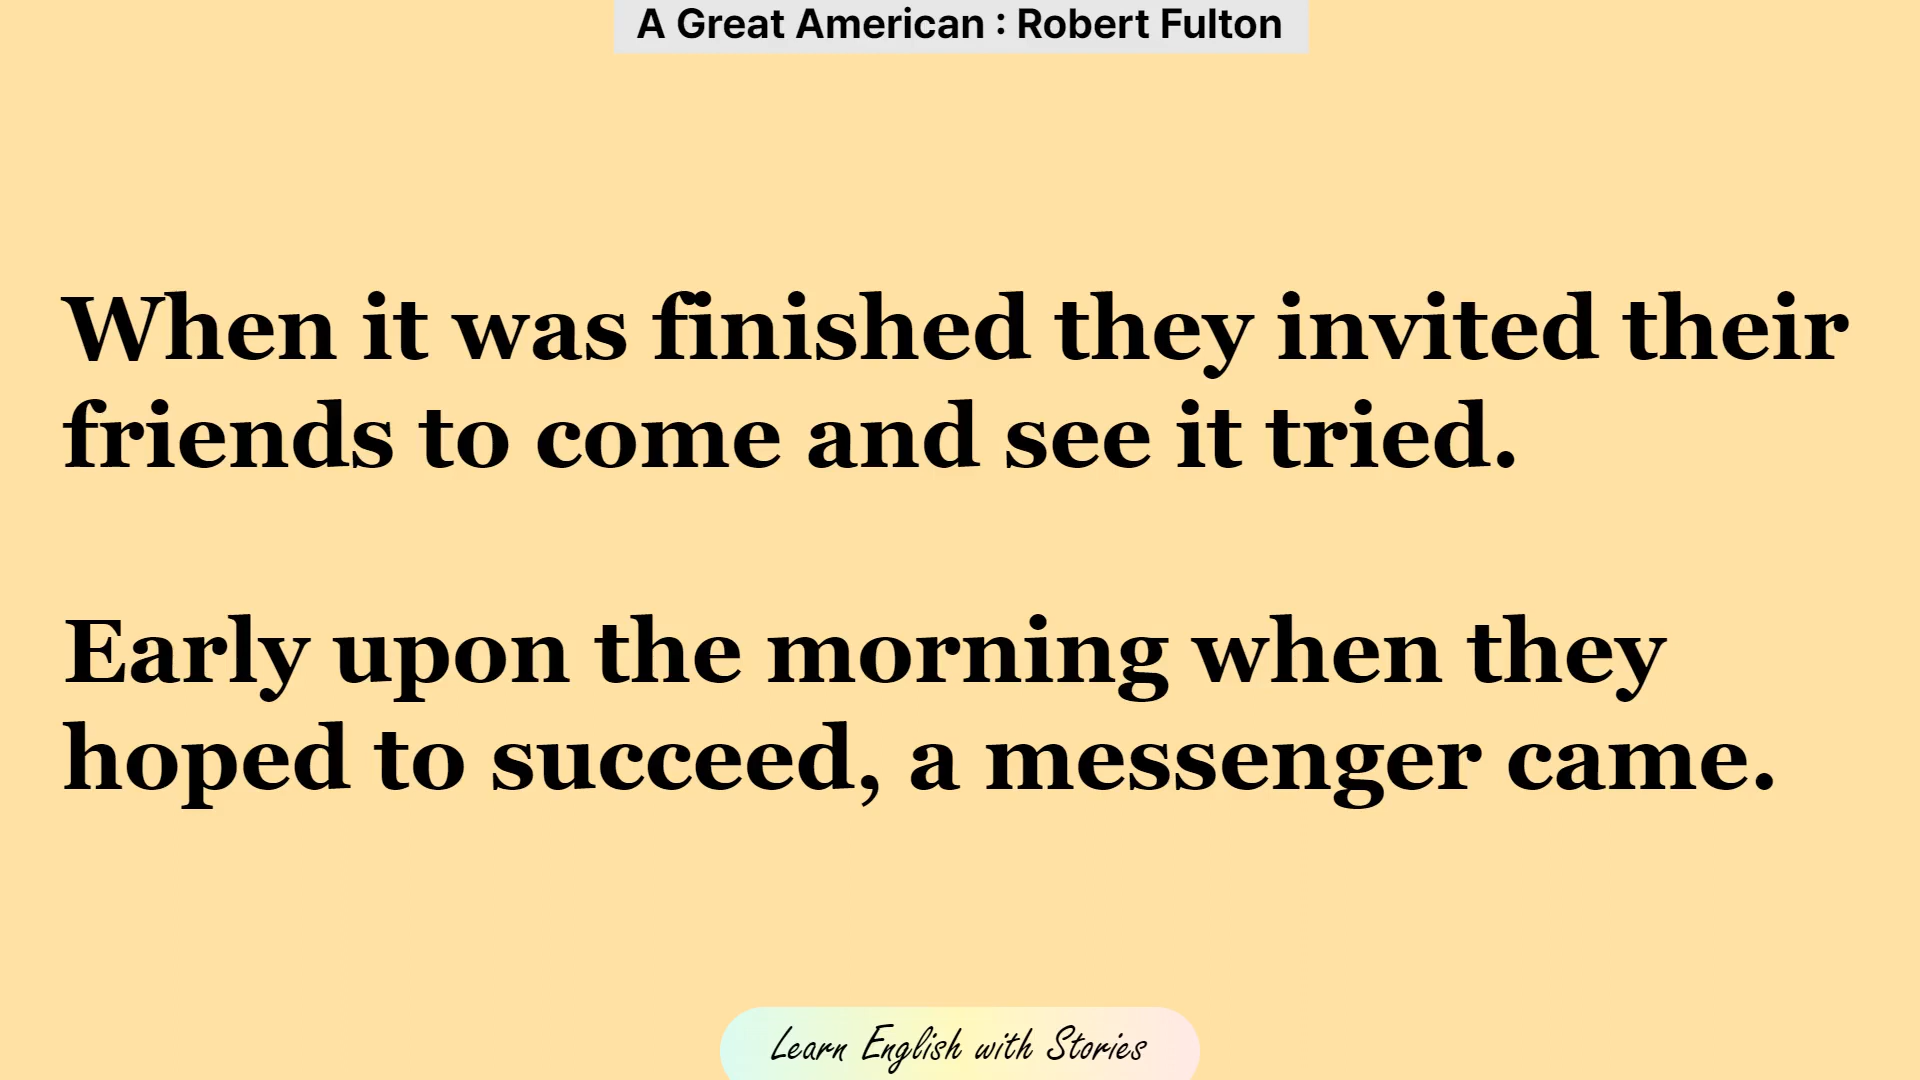 A Great American : Robert Fulton
When it was finished they invited their
friends to come and see it tried.
Early upon the morning when they
hoped to succeed, a messenger came.
Learn English with Stories